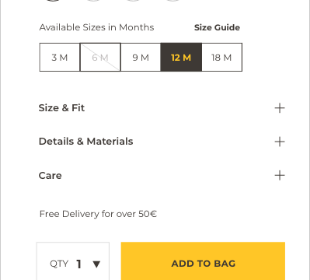 Available Sizes in Months Size Guide
3 M 6 M 9 M 12 M 18 M
Size & Fit
Details & Materials
Care
Free Delivery for over 50€
QTY 1 ADD TO BAG